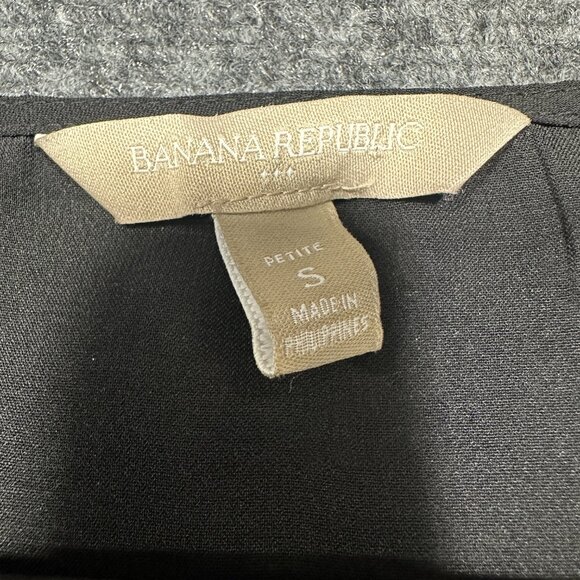 BANANA REPUBLIC
PETITE
S
MADE IN
PHILIPPINES